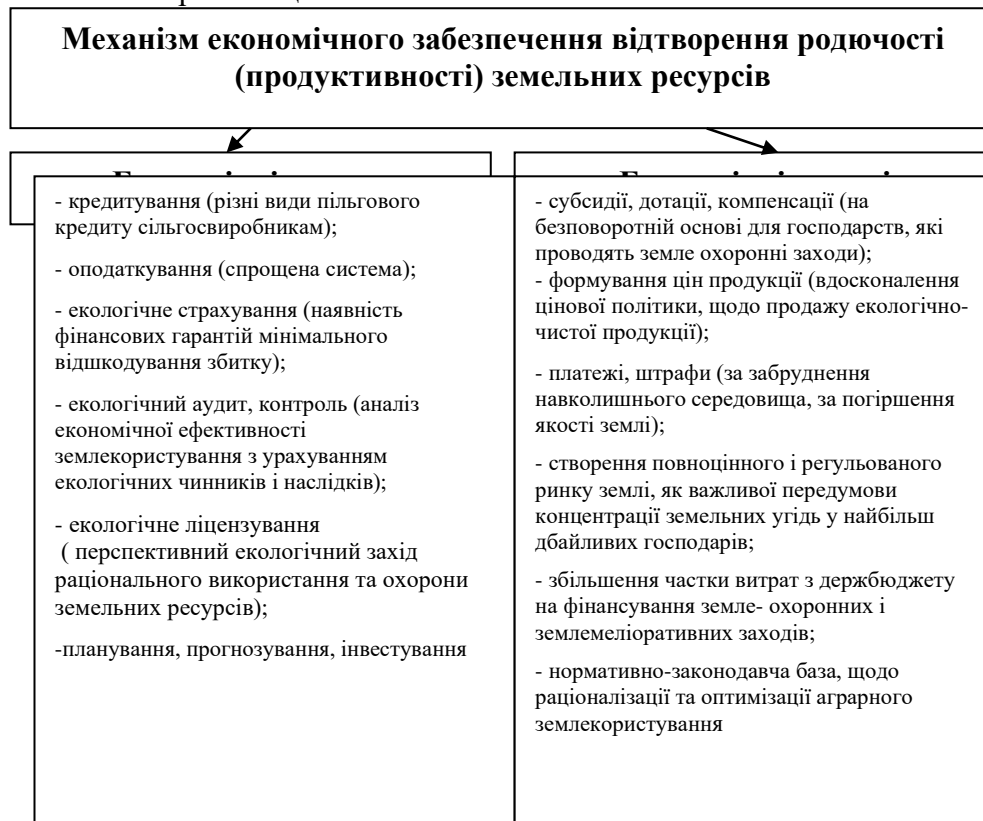 Механізм економічного забезпечення відтворення родючості
(продуктивності) земельних ресурсів
- кредитування (різні види пільгового
кредиту сільгосвиробникам);
- оподаткування (спрощена система);
- екологічне страхування (наявність
фінансових гарантій мінімального
відшкодування збитку);
- екологічний аудит, контроль (аналіз
економічної ефективності
землекористування з урахуванням
екологічних чинників і наслідків);
- екологічне ліцензування
( перспективний екологічний захід
раціонального використання та охорони
земельних ресурсів);
-планування, прогнозування, інвестування
- субсидії, дотації, компенсації (на
безповоротній основі для господарств, які
проводять земле охоронні заходи);
- формування цін продукції (вдосконалення
цінової політики, щодо продажу екологічно-
чистої продукції);
- платежі, штрафи (за забруднення
навколишнього середовища, за погіршення
якості землі);
- створення повноцінного і регульованого
ринку землі, як важливої передумови
концентрації земельних угідь у найбільш
дбайливих господарів;
- збільшення частки витрат з держбюджету
на фінансування земле- охоронних і
землемеліоративних заходів;
- нормативно-законодавча база, щодо
раціоналізації та оптимізації аграрного
землекористування